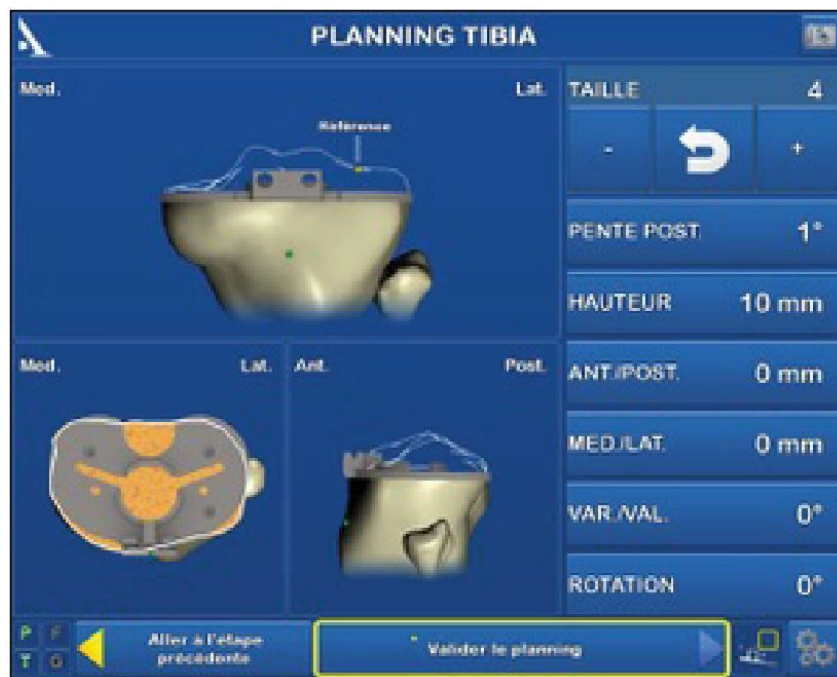 PLANNING TIBIA
Med.
Lat.
Référence
TAILLE 4
- +
PENTE POST. 1°
HAUTEUR 10 mm
ANT./POST. 0 mm
MED./LAT. 0 mm
VAR./VAL. 0°
ROTATION 0°
Med.
Lat.
Ant.
Post.
P F
T G
Aller à l'étape
précédente
Valider le planning